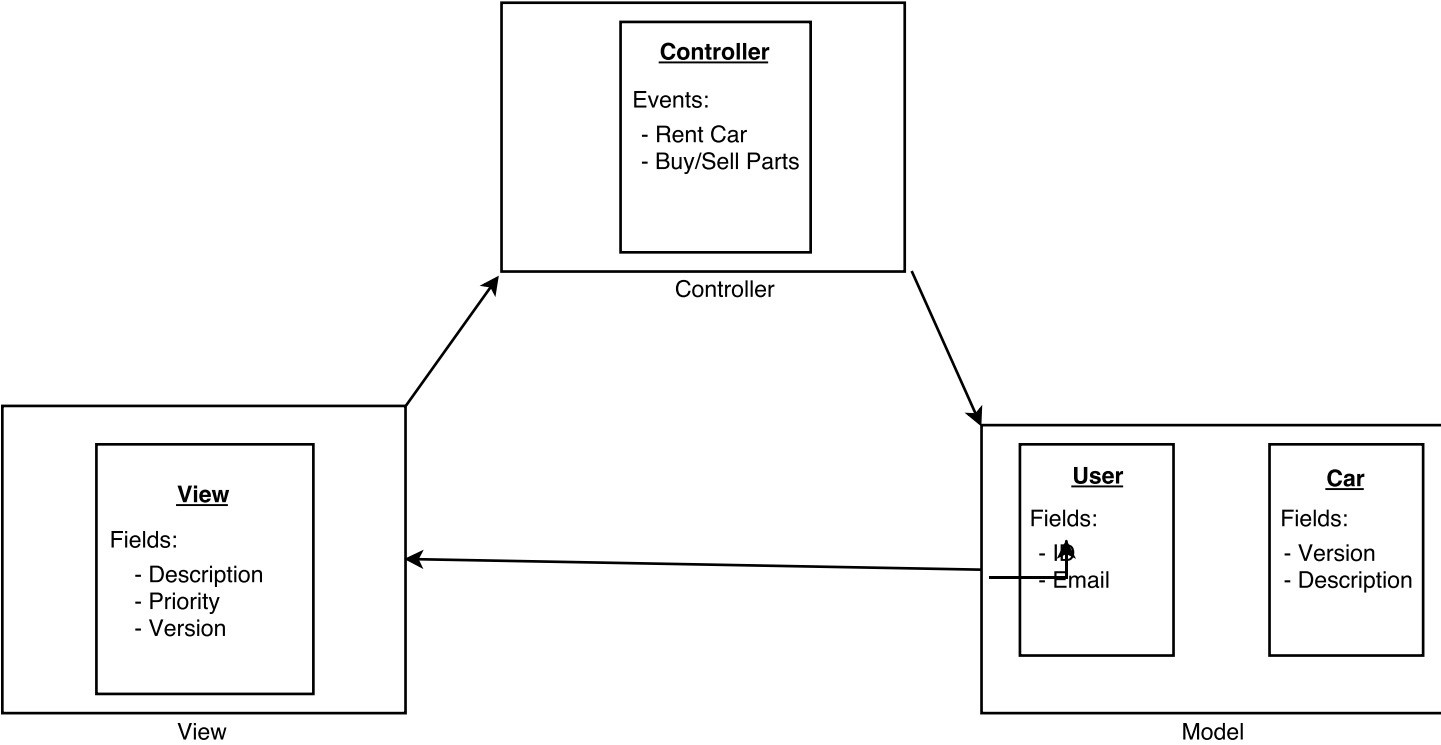 Controller
Events:
- Rent Car
- Buy/Sell Parts
Controller
View
Fields:
- Description
- Priority
- Version
View
User
Fields:
- ID
- Email
Car
Fields:
- Version
- Description
Model